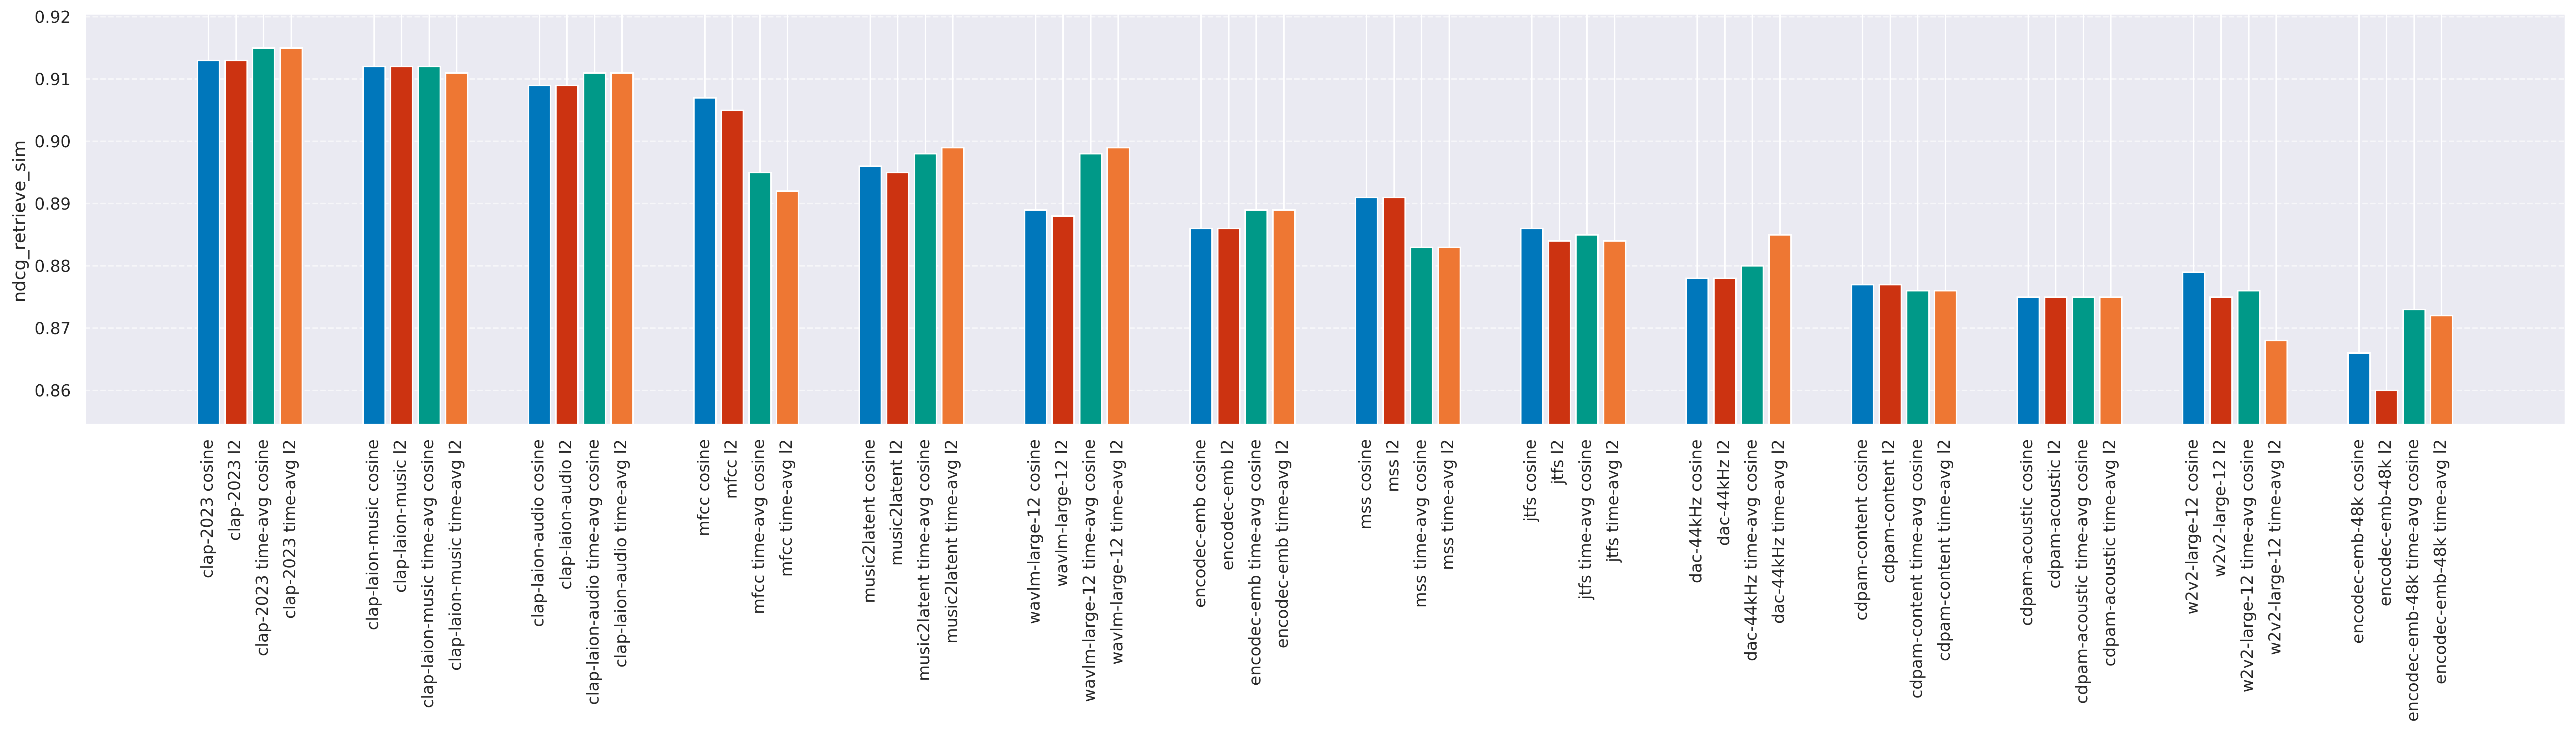 ndcg_retrieve_sim
0.92
0.91
0.90
0.89
0.88
0.87
0.86
clap-2023 cosine
clap-2023 l2
clap-2023 time-avg cosine
clap-2023 time-avg l2
clap-laion-music cosine
clap-laion-music l2
clap-laion-music time-avg cosine
clap-laion-music time-avg l2
clap-laion-audio cosine
clap-laion-audio l2
clap-laion-audio time-avg cosine
clap-laion-audio time-avg l2
mfcc cosine
mfcc l2
mfcc time-avg cosine
mfcc time-avg l2
music2latent cosine
music2latent l2
music2latent time-avg cosine
music2latent time-avg l2
wavlm-large-12 cosine
wavlm-large-12 l2
wavlm-large-12 time-avg cosine
wavlm-large-12 time-avg l2
encodec-emb cosine
encodec-emb l2
encodec-emb time-avg cosine
encodec-emb time-avg l2
mss cosine
mss l2
mss time-avg cosine
mss time-avg l2
jtfs cosine
jtfs l2
jtfs time-avg cosine
jtfs time-avg l2
dac-44kHz cosine
dac-44kHz l2
dac-44kHz time-avg cosine
dac-44kHz time-avg l2
cdpam-content cosine
cdpam-content l2
cdpam-content time-avg cosine
cdpam-content time-avg l2
cdpam-acoustic cosine
cdpam-acoustic l2
cdpam-acoustic time-avg cosine
cdpam-acoustic time-avg l2
w2v2-large-12 cosine
w2v2-large-12 l2
w2v2-large-12 time-avg cosine
w2v2-large-12 time-avg l2
encodec-emb-48k cosine
encodec-emb-48k l2
encodec-emb-48k time-avg cosine
encodec-emb-48k time-avg l2